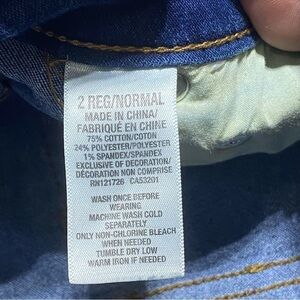 2 REG/NORMAL
MADE IN CHINA/
FABRIQUÉ EN CHINE
75% COTTON/COTON
24% POLYESTER/POLYESTER
1% SPANDEX/SPANDEX
EXCLUSIVE OF DECORATION/
DÉCORATION NON COMPRISE
RN121726 CA53201
WASH ONCE BEFORE
WEARING
MACHINE WASH COLD
SEPARATELY
ONLY NON-CHLORINE BLEACH
WHEN NEEDED
TUMBLE DRY LOW
WARM IRON IF NEEDED